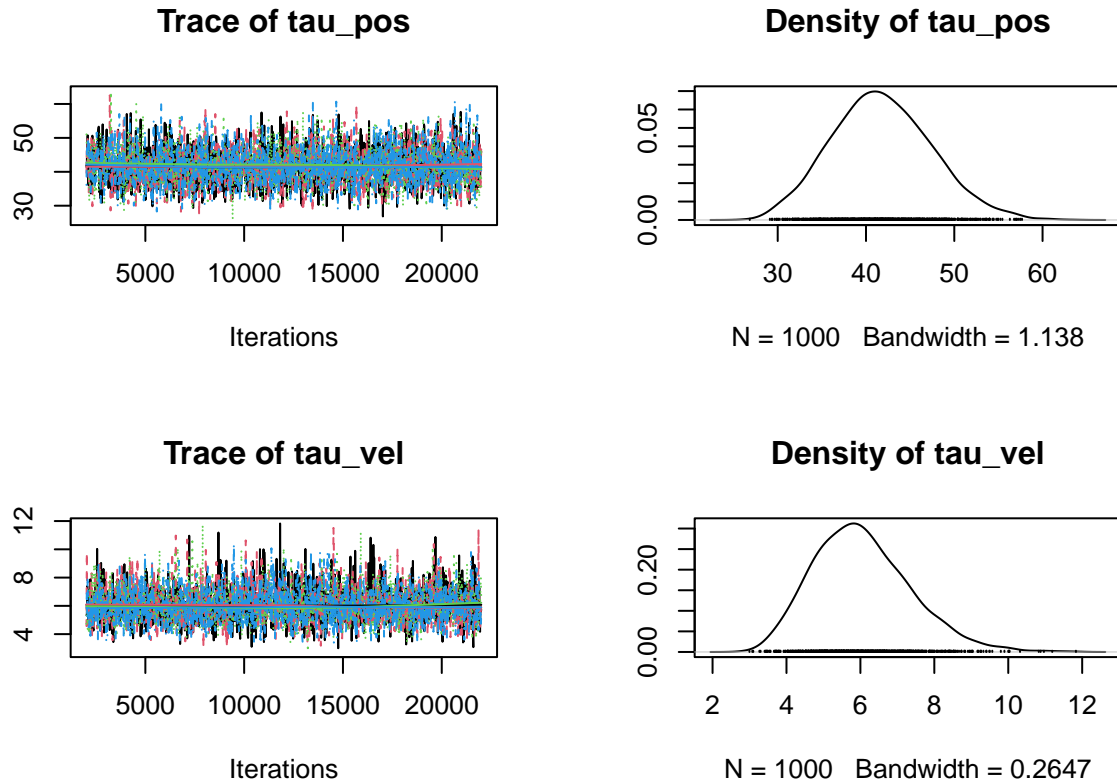 Trace of tau_pos
30 50
5000 10000 15000 20000
Iterations
Density of tau_pos
0.00 0.05
30 40 50 60
N = 1000 Bandwidth = 1.138
Trace of tau_vel
4 8 12
5000 10000 15000 20000
Iterations
Density of tau_vel
0.00 0.20
2 4 6 8 10 12
N = 1000 Bandwidth = 0.2647